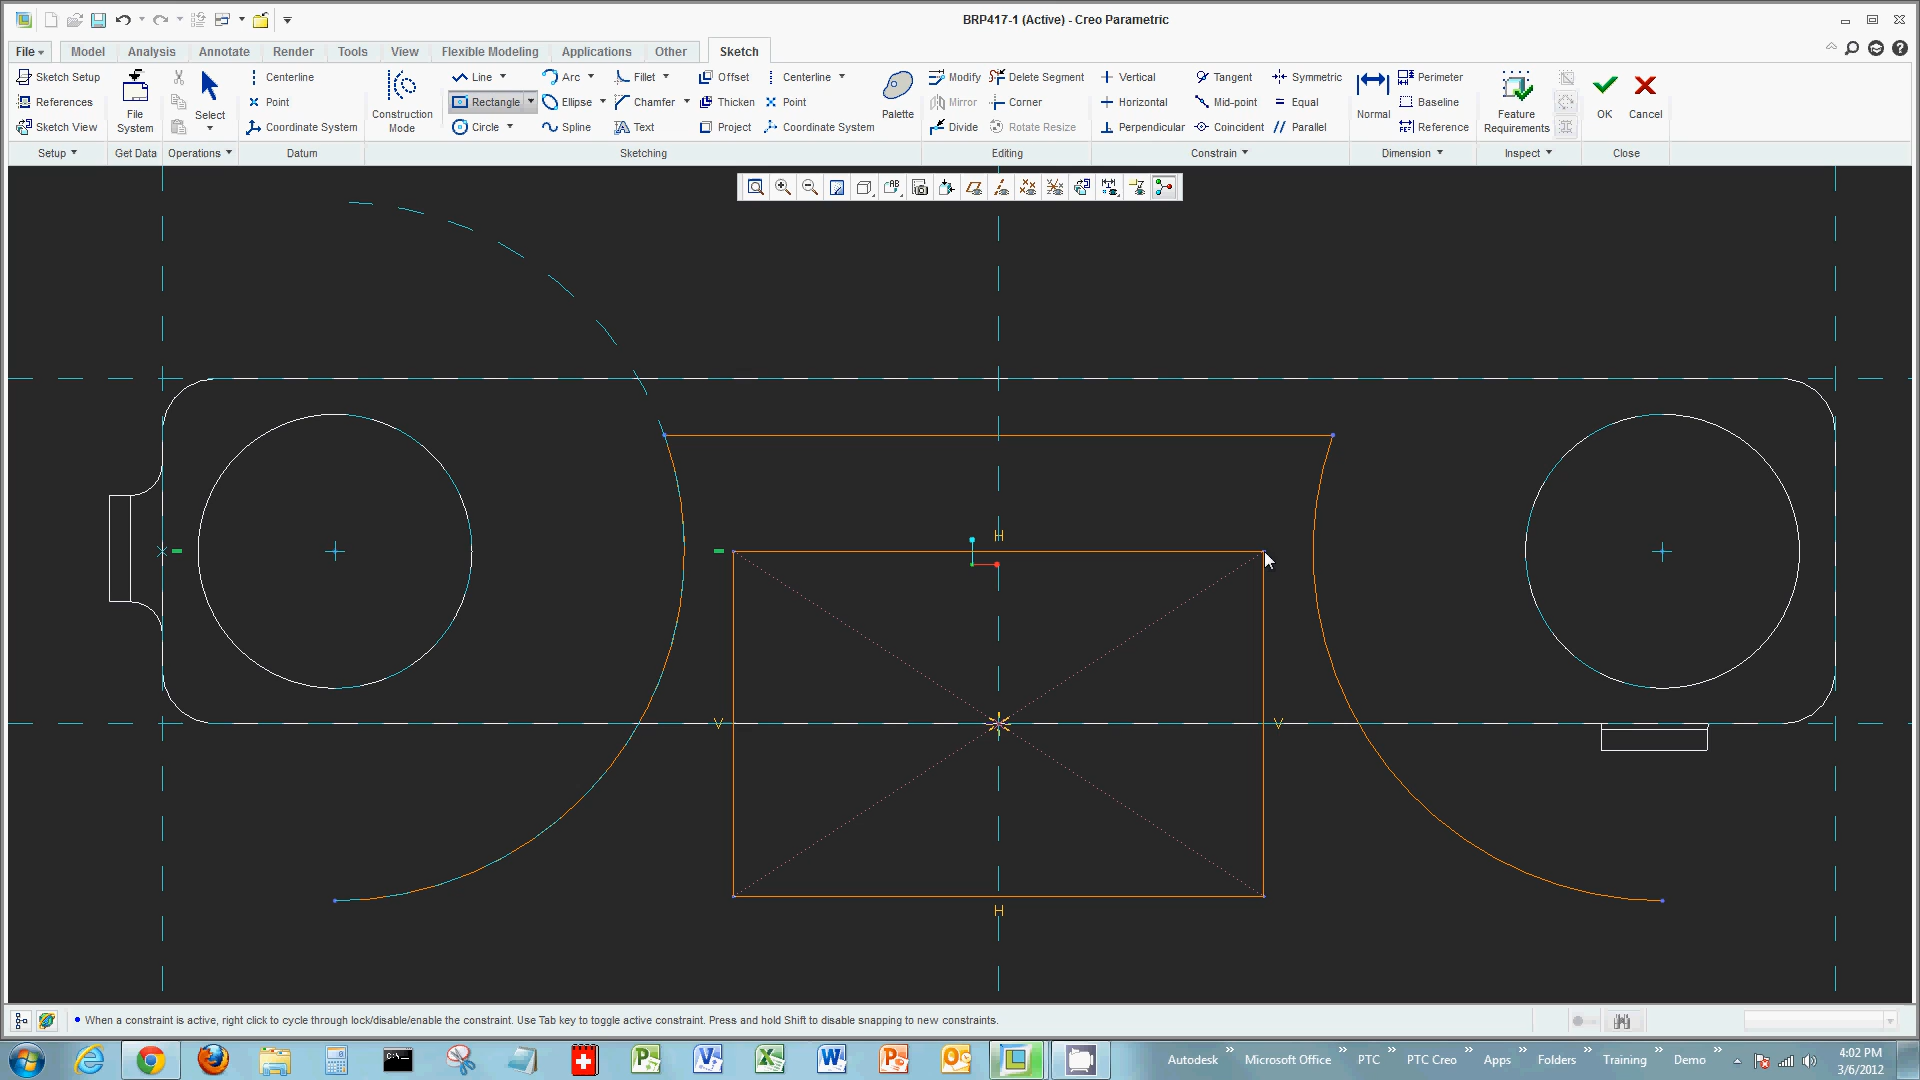 BRP417-1 (Active) - Creo Parametric
File Model Analysis Annotate Render Tools View Flexible Modeling Applications Other Sketch
Sketch Setup Centerline Line Arc Fillet Offset Centerline Modify Delete Segment Vertical Tangent Symmetric Perimeter
References Point Rectangle Ellipse Chamfer Thicken Point Mirror Corner Horizontal Mid-point Equal Baseline
Sketch View File System Select Coordinate System Construction Mode Circle Spline Text Project Coordinate System Palette Divide Rotate Resize Perpendicular Coincident Parallel Normal Reference Feature Requirements OK Cancel
Setup Get Data Operations Datum Sketching Editing Constrain Dimension Inspect Close
H
V V
H
When a constraint is active, right click to cycle through lock/disable/enable the constraint. Use Tab key to toggle active constraint. Press and hold Shift to disable snapping to new constraints.
Autodesk Microsoft Office PTC PTC Creo Apps Folders Training Demo 4:02 PM
3/6/2012